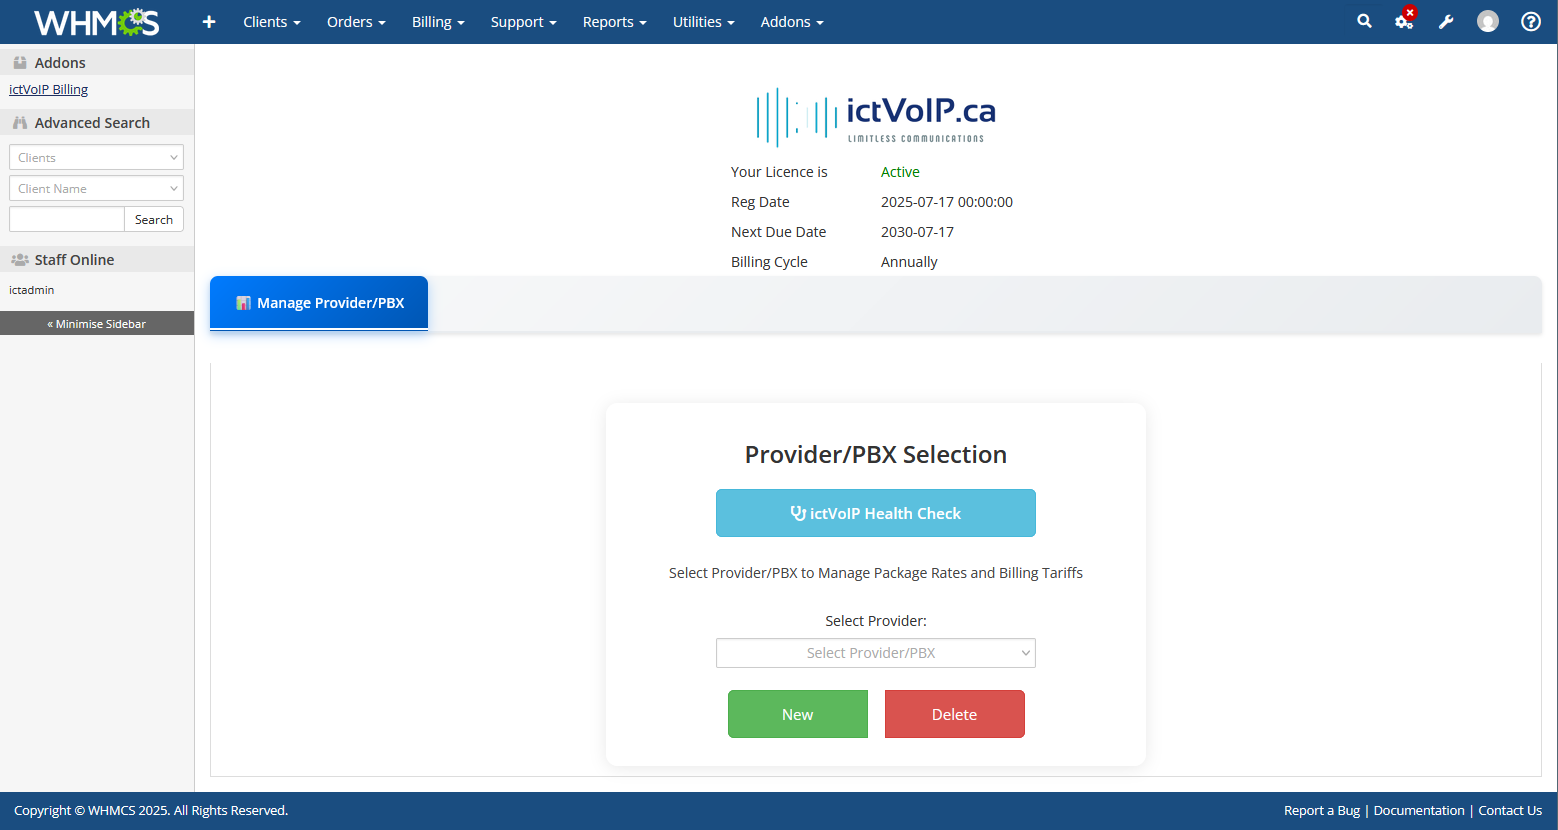 WHMCS
Clients Orders Billing Support Reports Utilities Addons
Addons
ictVoIP Billing
Advanced Search
Clients
Client Name
Search
Staff Online
ictadmin
« Minimise Sidebar
ictVoIP.ca
LIMITLESS COMMUNICATIONS
Your Licence is Active
Reg Date 2025-07-17 00:00:00
Next Due Date 2030-07-17
Billing Cycle Annually
Manage Provider/PBX
Provider/PBX Selection
ictVoIP Health Check
Select Provider/PBX to Manage Package Rates and Billing Tariffs
Select Provider:
Select Provider/PBX
New Delete
Copyright © WHMCS 2025. All Rights Reserved. Report a Bug | Documentation | Contact Us